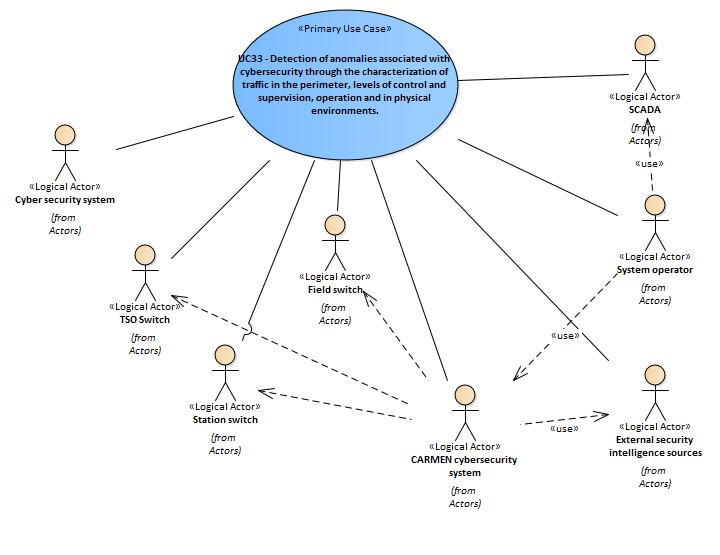 «Primary Use Case»
UC33 - Detection of anomalies associated with
cybersecurity through the characterization of
traffic in the perimeter, levels of control and
supervision, operation and in physical
environments.
«Logical Actor»
SCADA
(from
Actors)
«use»
«Logical Actor»
Cyber security system
(from
Actors)
«Logical Actor»
System operator
(from
Actors)
«Logical Actor»
Field switch
(from
Actors)
«Logical Actor»
TSO Switch
(from
Actors)
«use»
«Logical Actor»
Station switch
(from
Actors)
«Logical Actor»
CARMEN cybersecurity
system
(from
Actors)
«use»
«Logical Actor»
External security
intelligence sources
(from
Actors)